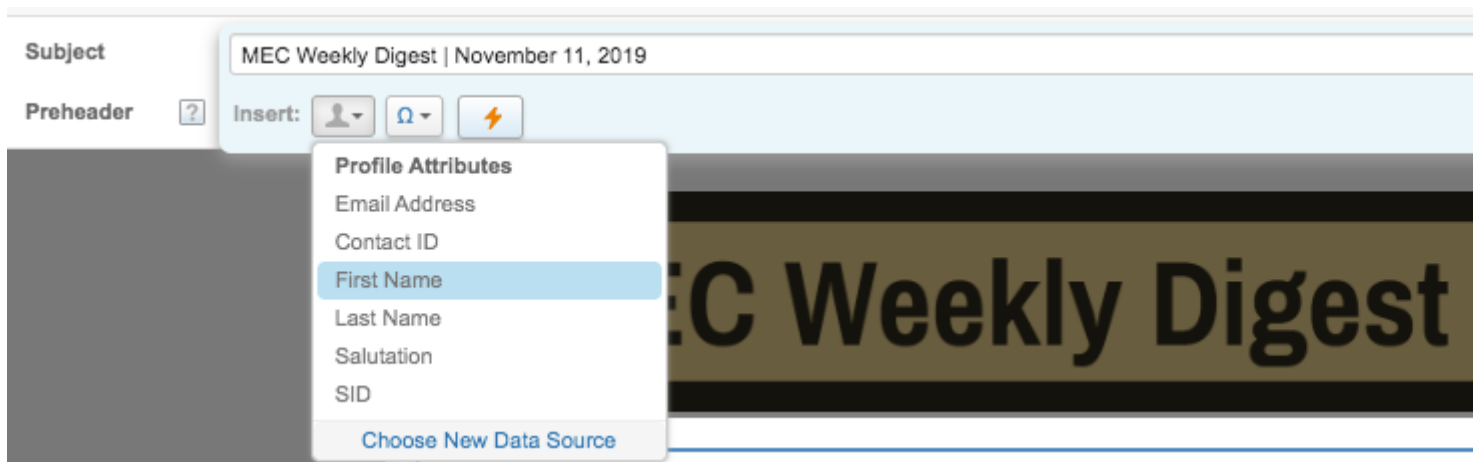 Subject
MEC Weekly Digest | November 11, 2019
Preheader ? Insert: Ω
Profile Attributes
Email Address
Contact ID
First Name
Last Name
Salutation
SID
Choose New Data Source
EC Weekly Digest